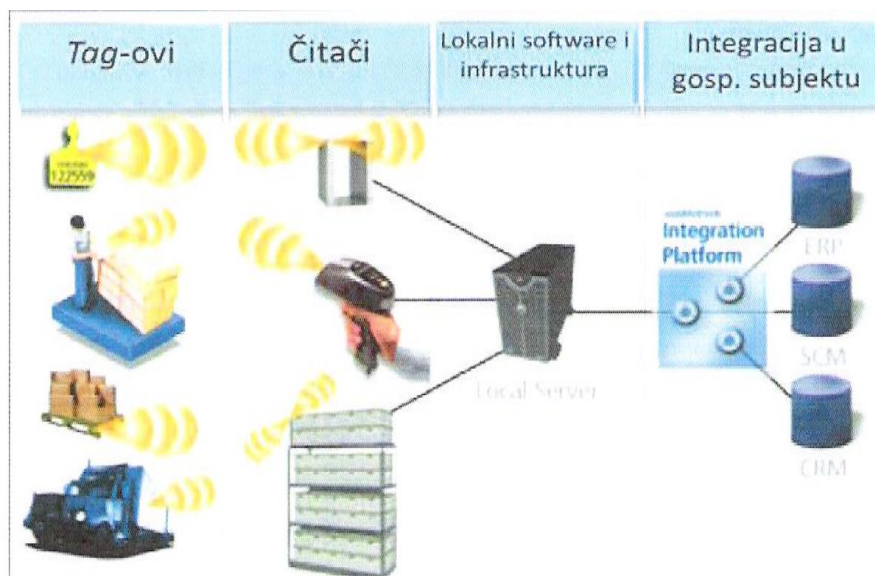 Tag-ovi
Čitači
Lokalni software i
infrastruktura
Integracija u
gosp. subjektu
122559
Integration
Platform
ERP
SCM
CRM
Local Server